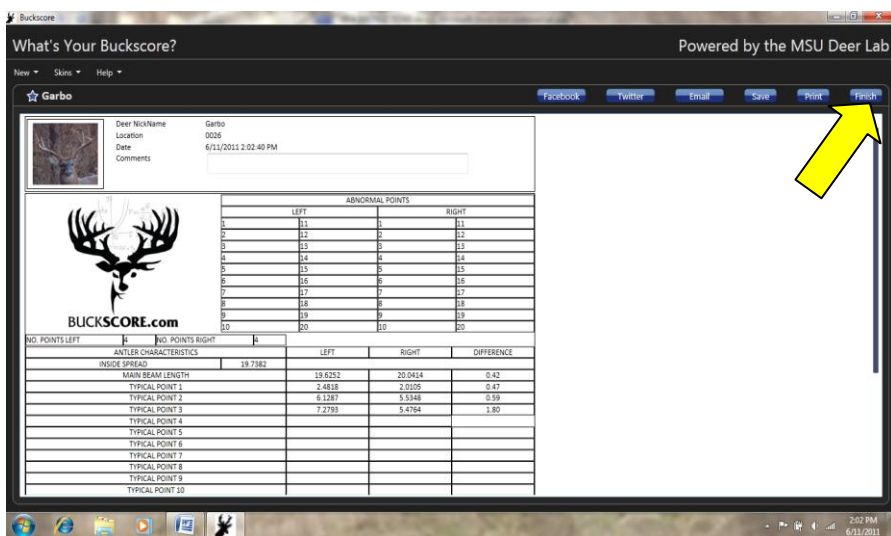 Buckscore
What's Your Buckscore? Powered by the MSU Deer Lab
New Skins Help
Garbo Facebook Twitter Email Save Print Finish
Deer NickName Garbo
Location 0026
Date 6/11/2011 2:02:40 PM
Comments
ABNORMAL POINTS
LEFT RIGHT
1 11 1 11
2 12 2 12
3 13 3 13
4 14 4 14
5 15 5 15
6 16 6 16
7 17 7 17
8 18 8 18
9 19 9 19
10 20 10 20
BUCKSCORE.com
NO. POINTS LEFT 4 NO. POINTS RIGHT 4
ANTLER CHARACTERISTICS LEFT RIGHT DIFFERENCE
INSIDE SPREAD 19.7382
MAIN BEAM LENGTH 19.6252 20.0414 0.42
TYPICAL POINT 1 2.4818 2.0105 0.47
TYPICAL POINT 2 6.1287 5.5348 0.59
TYPICAL POINT 3 7.2793 5.4764 1.80
TYPICAL POINT 4
TYPICAL POINT 5
TYPICAL POINT 6
TYPICAL POINT 7
TYPICAL POINT 8
TYPICAL POINT 9
TYPICAL POINT 10
2:02 PM
6/11/2011